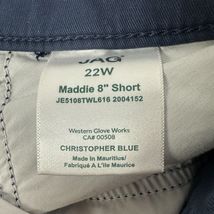 JAG
22W
Maddie 8" Short
JE5108TWL616 2004152
Western Glove Works
CA# 00508
CHRISTOPHER BLUE
Made in Mauritius/
Fabriqué À L'île Maurice